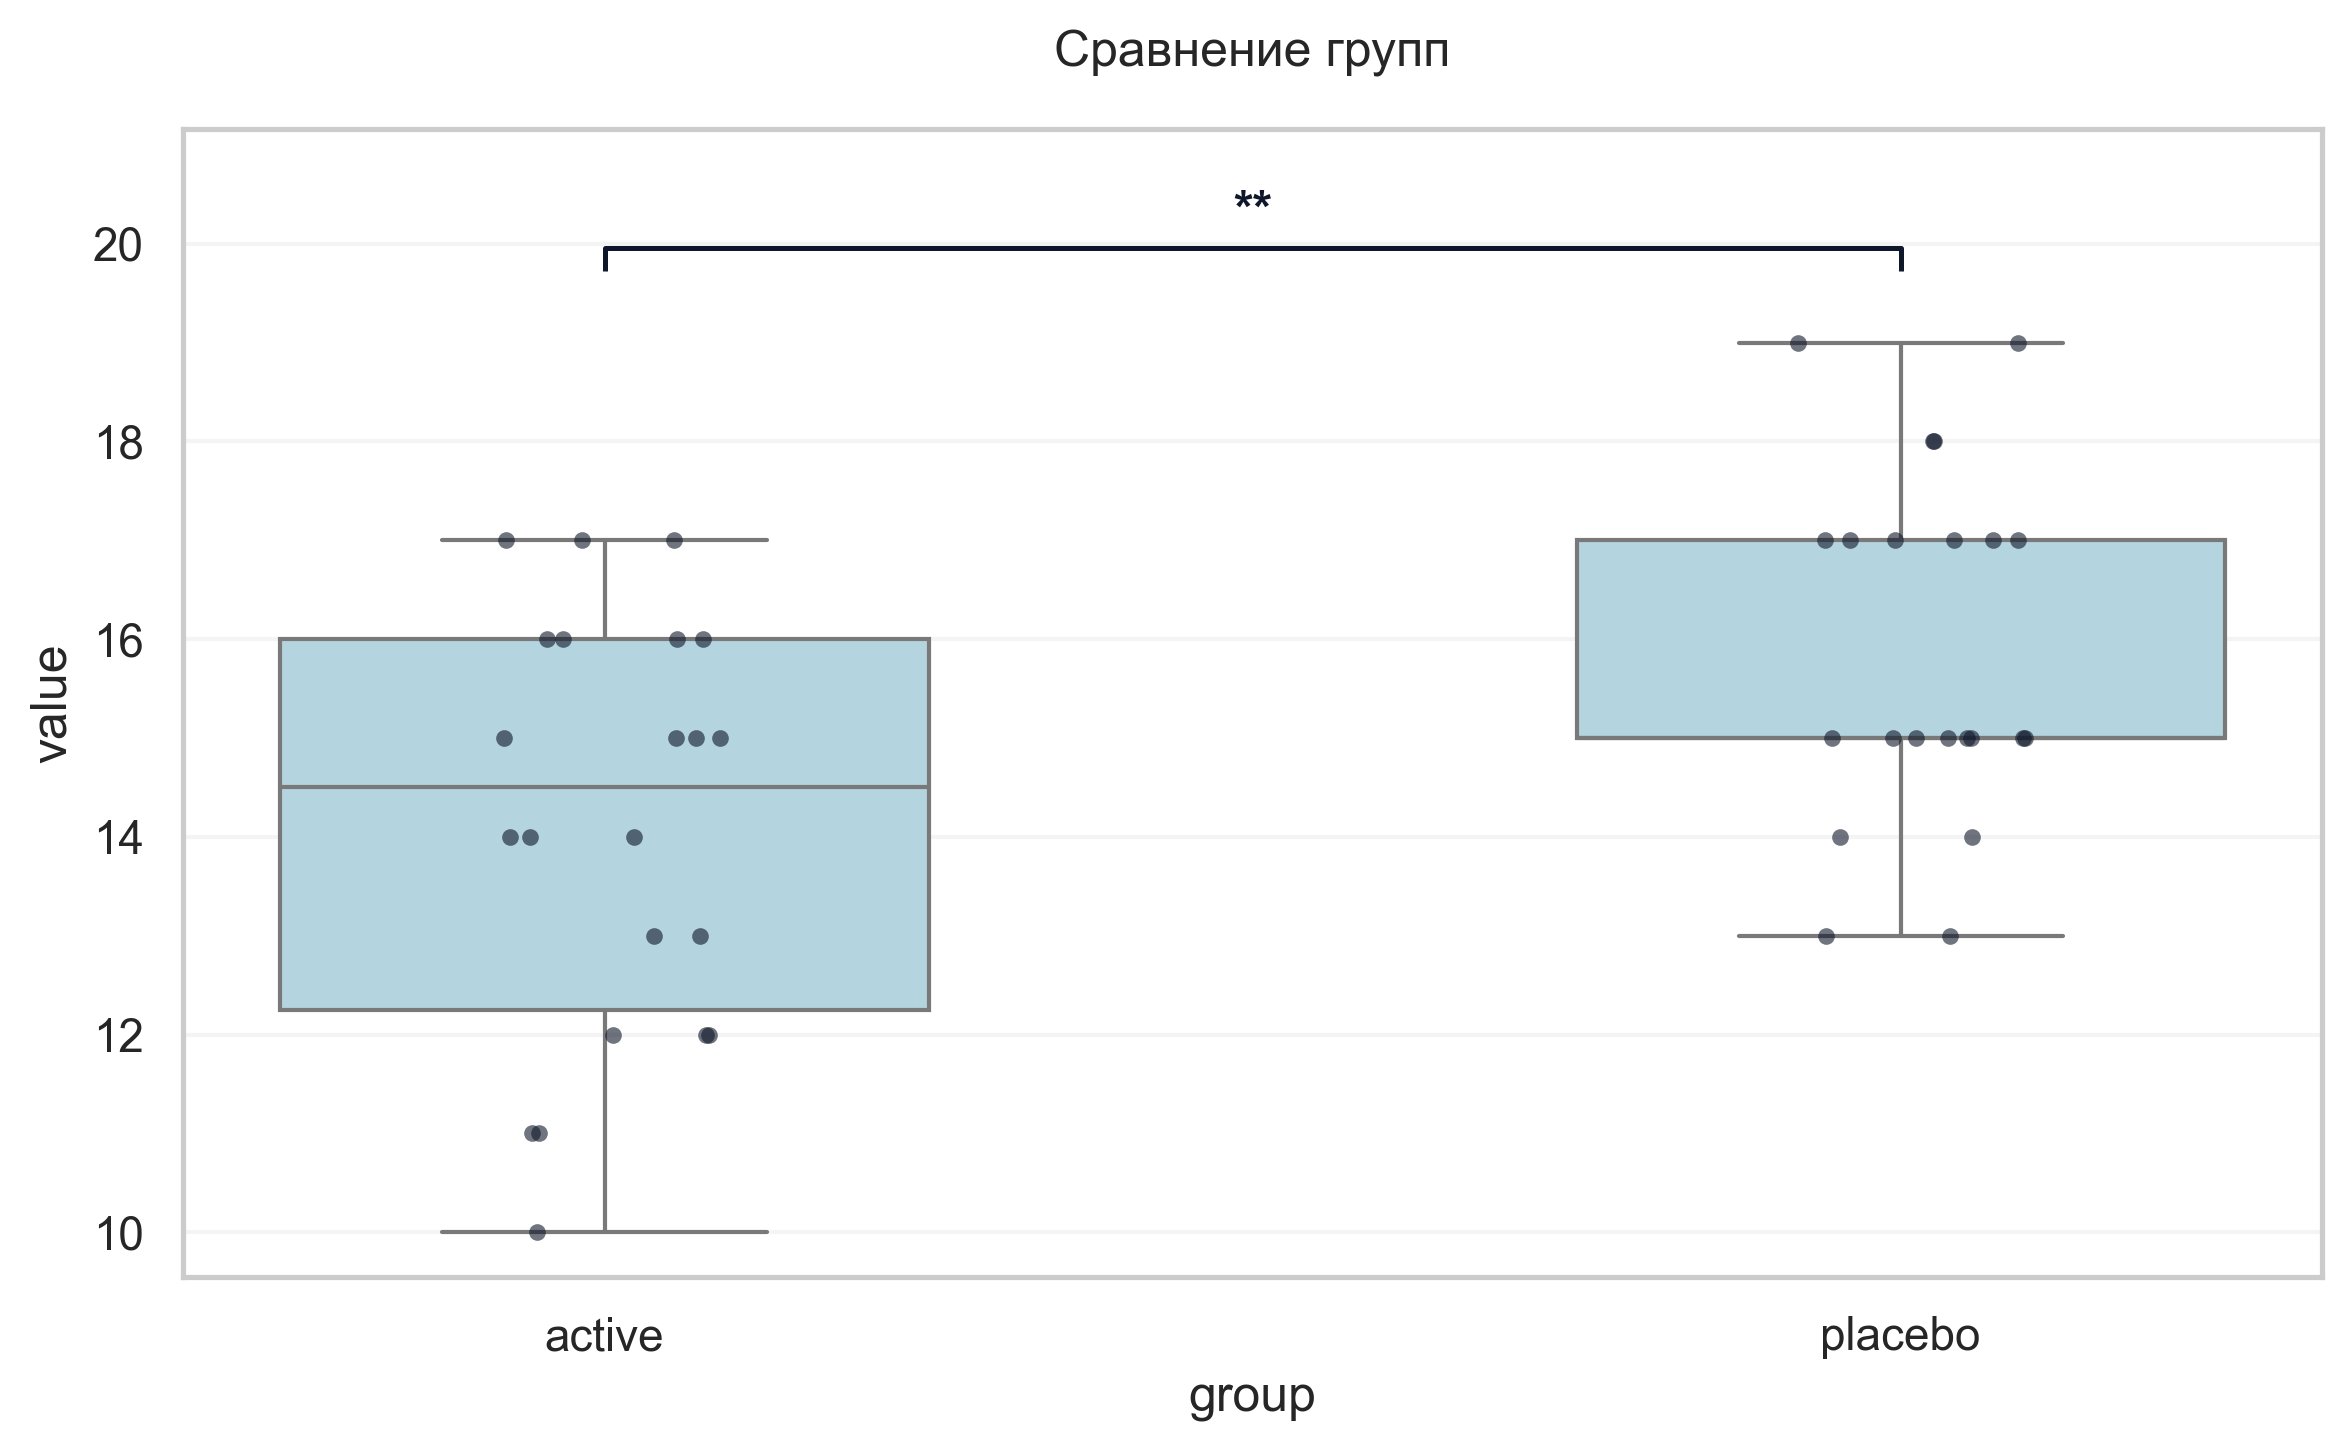 Сравнение групп
**
20
18
16
14
12
10
value
active
placebo
group